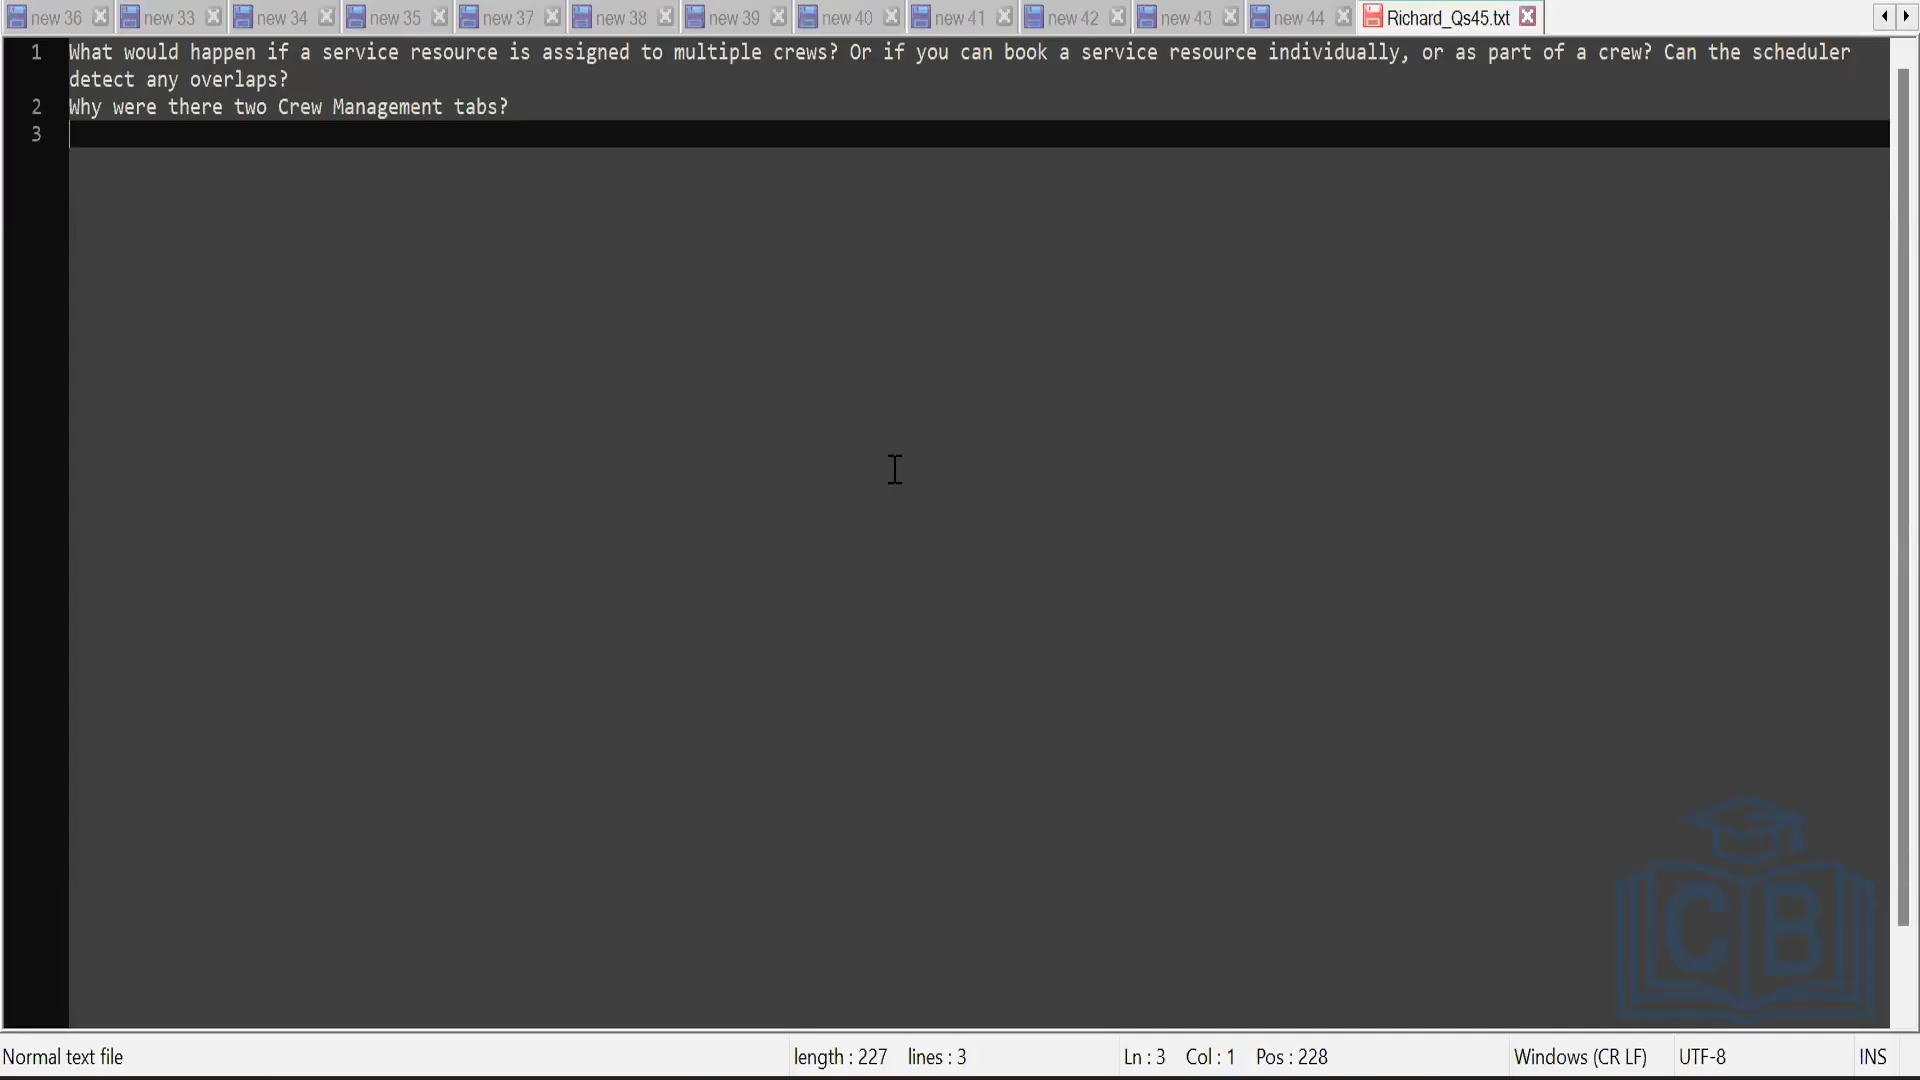 new 36 new 33 new 34 new 35 new 37 new 38 new 39 new 40 new 41 new 42 new 43 new 44 Richard_Qs45.txt
1 What would happen if a service resource is assigned to multiple crews? Or if you can book a service resource individually, or as part of a crew? Can the scheduler
detect any overlaps?
2 Why were there two Crew Management tabs?
3
CB
Normal text file length : 227 lines : 3 Ln : 3 Col : 1 Pos : 228 Windows (CR LF) UTF-8 INS